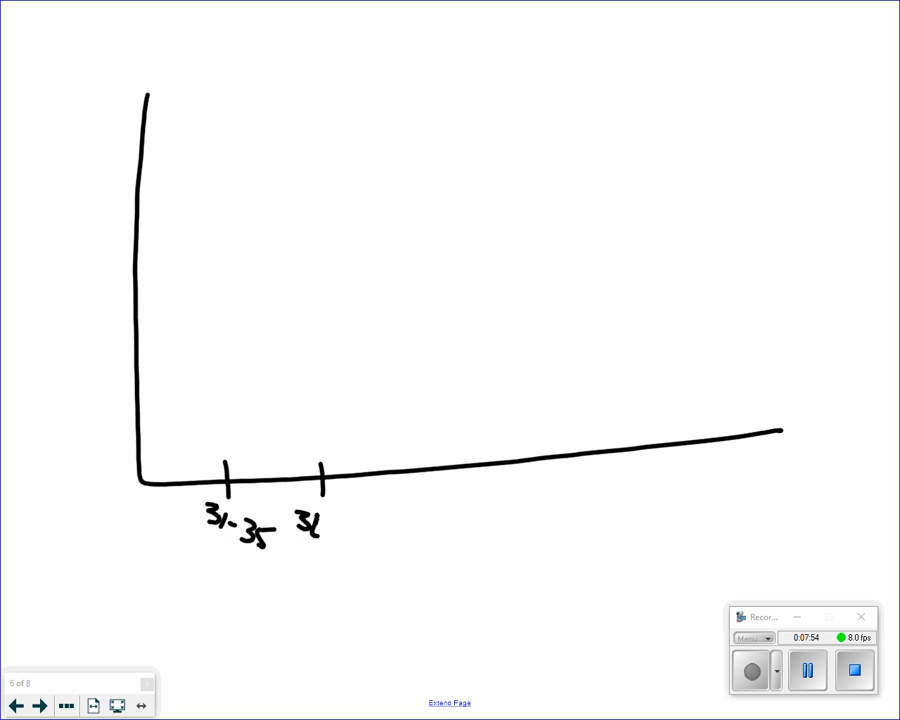 31-35 36
Recor...
Menu
0:07:54 8.0 fps
6 of 8
Extend Page